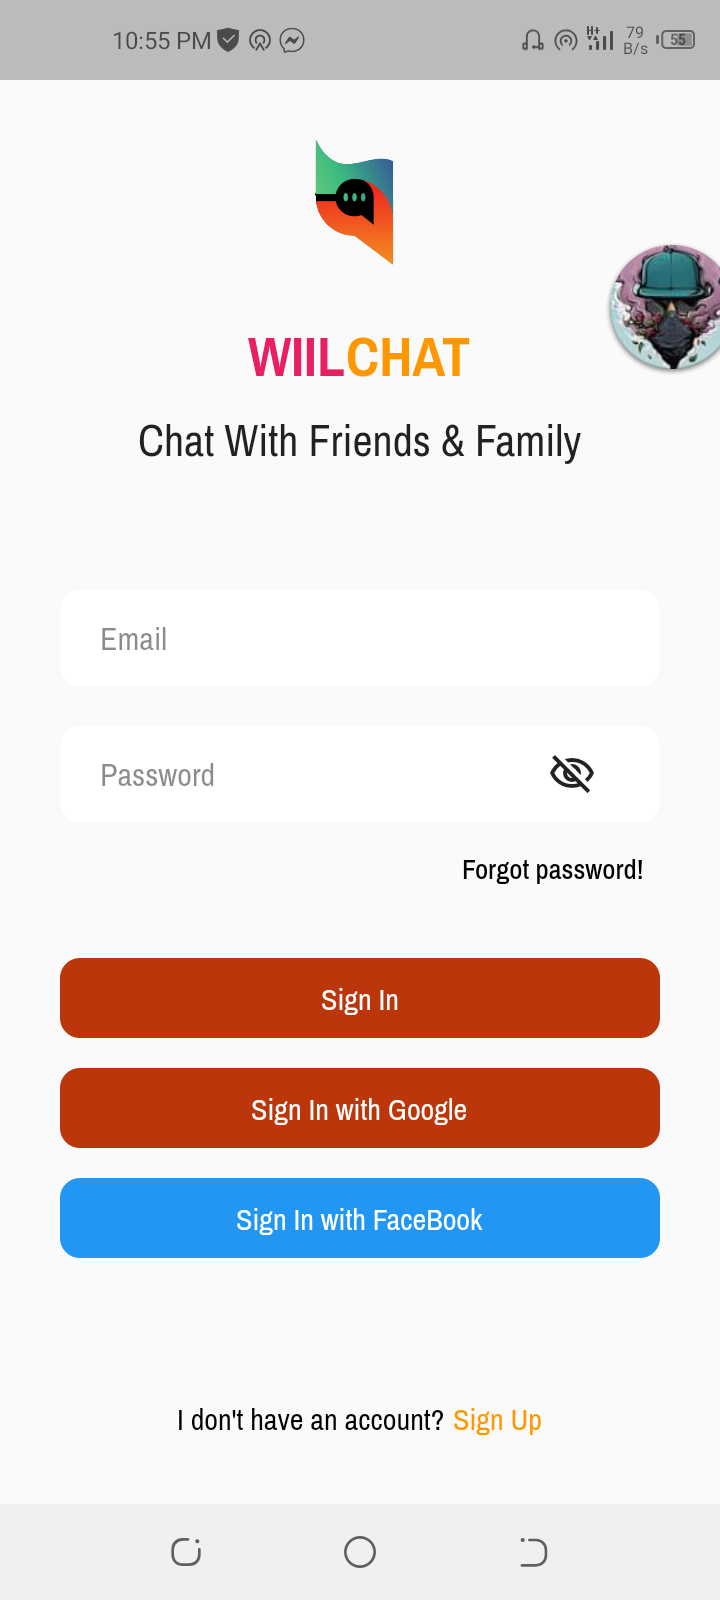 10:55 PM
H+
79
B/s
55
WIILCHAT
Chat With Friends & Family
Email
Password
Forgot password!
Sign In
Sign In with Google
Sign In with FaceBook
I don't have an account? Sign Up